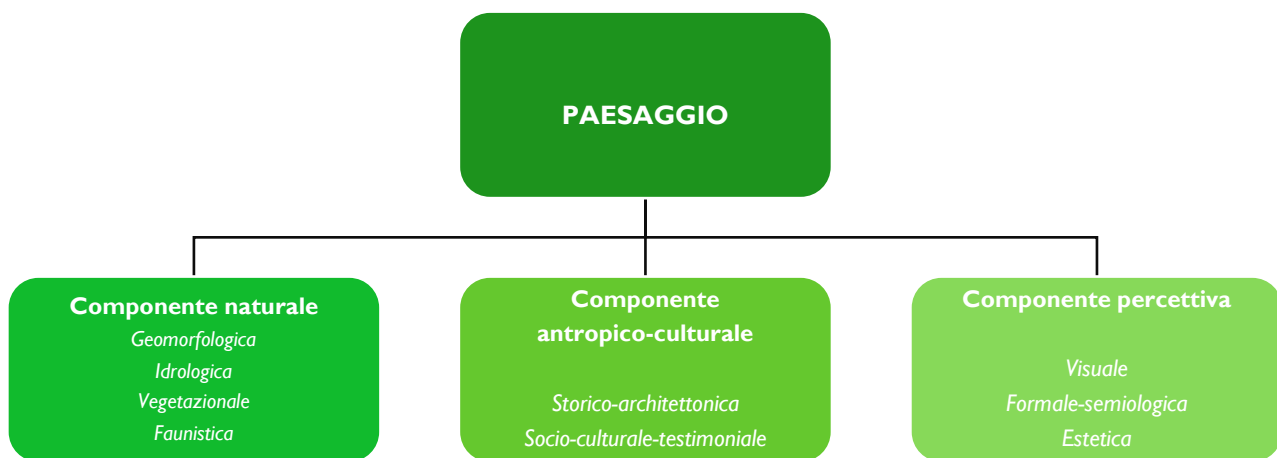 PAESAGGIO
Componente naturale
Geomorfologica
Idrologica
Vegetazionale
Faunistica
Componente
antropico-culturale
Storico-architettonica
Socio-culturale-testimoniale
Componente percettiva
Visuale
Formale-semiologica
Estetica